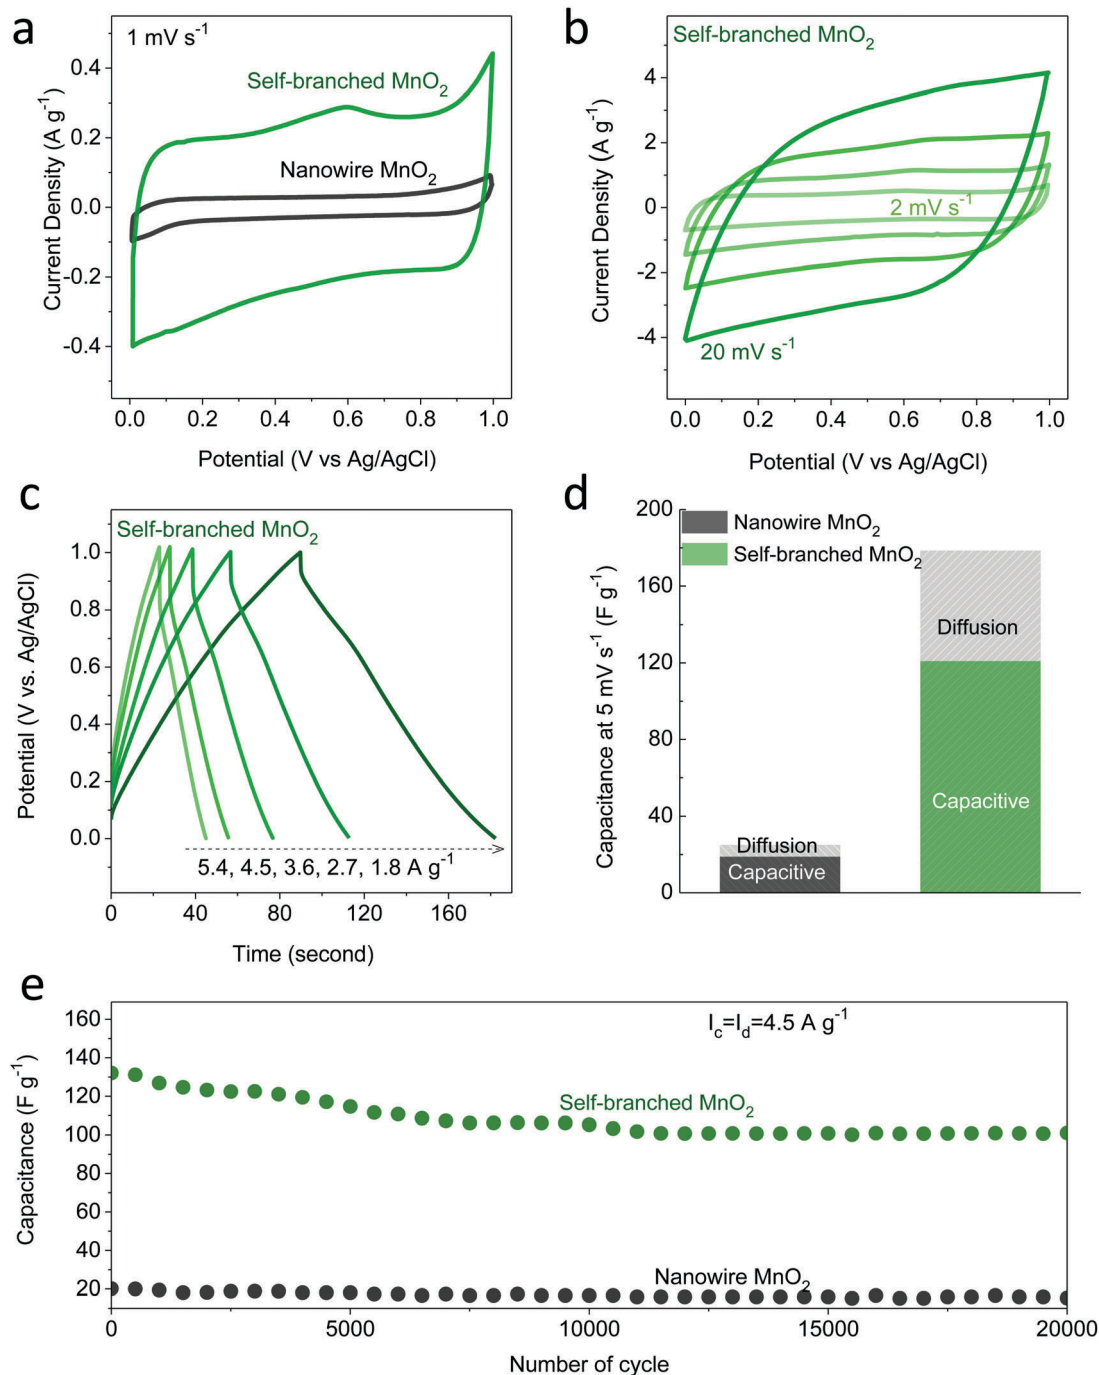 a
1 mV s⁻¹
Self-branched MnO₂
Nanowire MnO₂
0.4
0.2
0.0
-0.2
-0.4
Current Density (A g⁻¹)
0.0 0.2 0.4 0.6 0.8 1.0
Potential (V vs Ag/AgCl)
b
Self-branched MnO₂
2 mV s⁻¹
20 mV s⁻¹
4
2
0
-2
-4
Current Density (A g⁻¹)
0.0 0.2 0.4 0.6 0.8 1.0
Potential (V vs Ag/AgCl)
c
Self-branched MnO₂
1.0
0.8
0.6
0.4
0.2
0.0
Potential (V vs. Ag/AgCl)
5.4, 4.5, 3.6, 2.7, 1.8 A g⁻¹
0 40 80 120 160
Time (second)
d
Nanowire MnO₂
Self-branched MnO₂
200
160
120
80
40
0
Capacitance at 5 mV s⁻¹ (F g⁻¹)
Diffusion
Capacitive
Diffusion
Capacitive
e
I_c=I_d=4.5 A g⁻¹
Self-branched MnO₂
Nanowire MnO₂
160
140
120
100
80
60
40
20
Capacitance (F g⁻¹)
0 5000 10000 15000 20000
Number of cycle